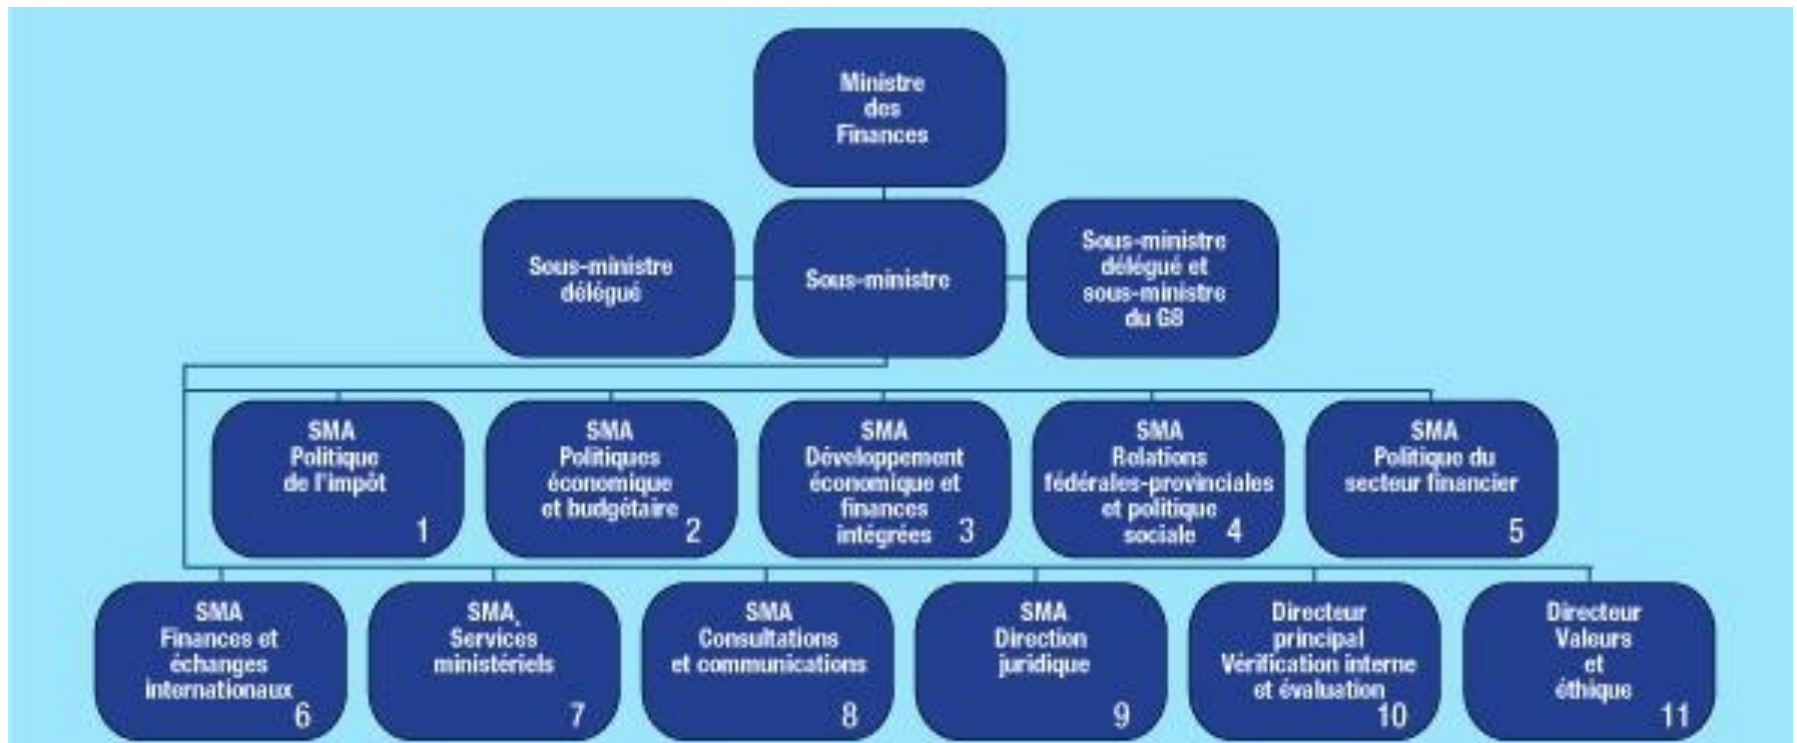 Ministre
des
Finances
Sous-ministre
délégué
Sous-ministre
Sous-ministre
délégué et
sous-ministre
du G8
SMA
Politique
de l'impôt
1
SMA
Politiques
économique
et budgétaire
2
SMA
Développement
économique et
finances
intégrées
3
SMA
Relations
fédérales-provinciales
et politique
sociale
4
SMA
Politique du
secteur financier
5
SMA
Finances et
échanges
internationaux
6
SMA,
Services
ministériels
7
SMA
Consultations
et communications
8
SMA
Direction
juridique
9
Directeur
principal
Vérification interne
et évaluation
10
Directeur
Valeurs
et
éthique
11